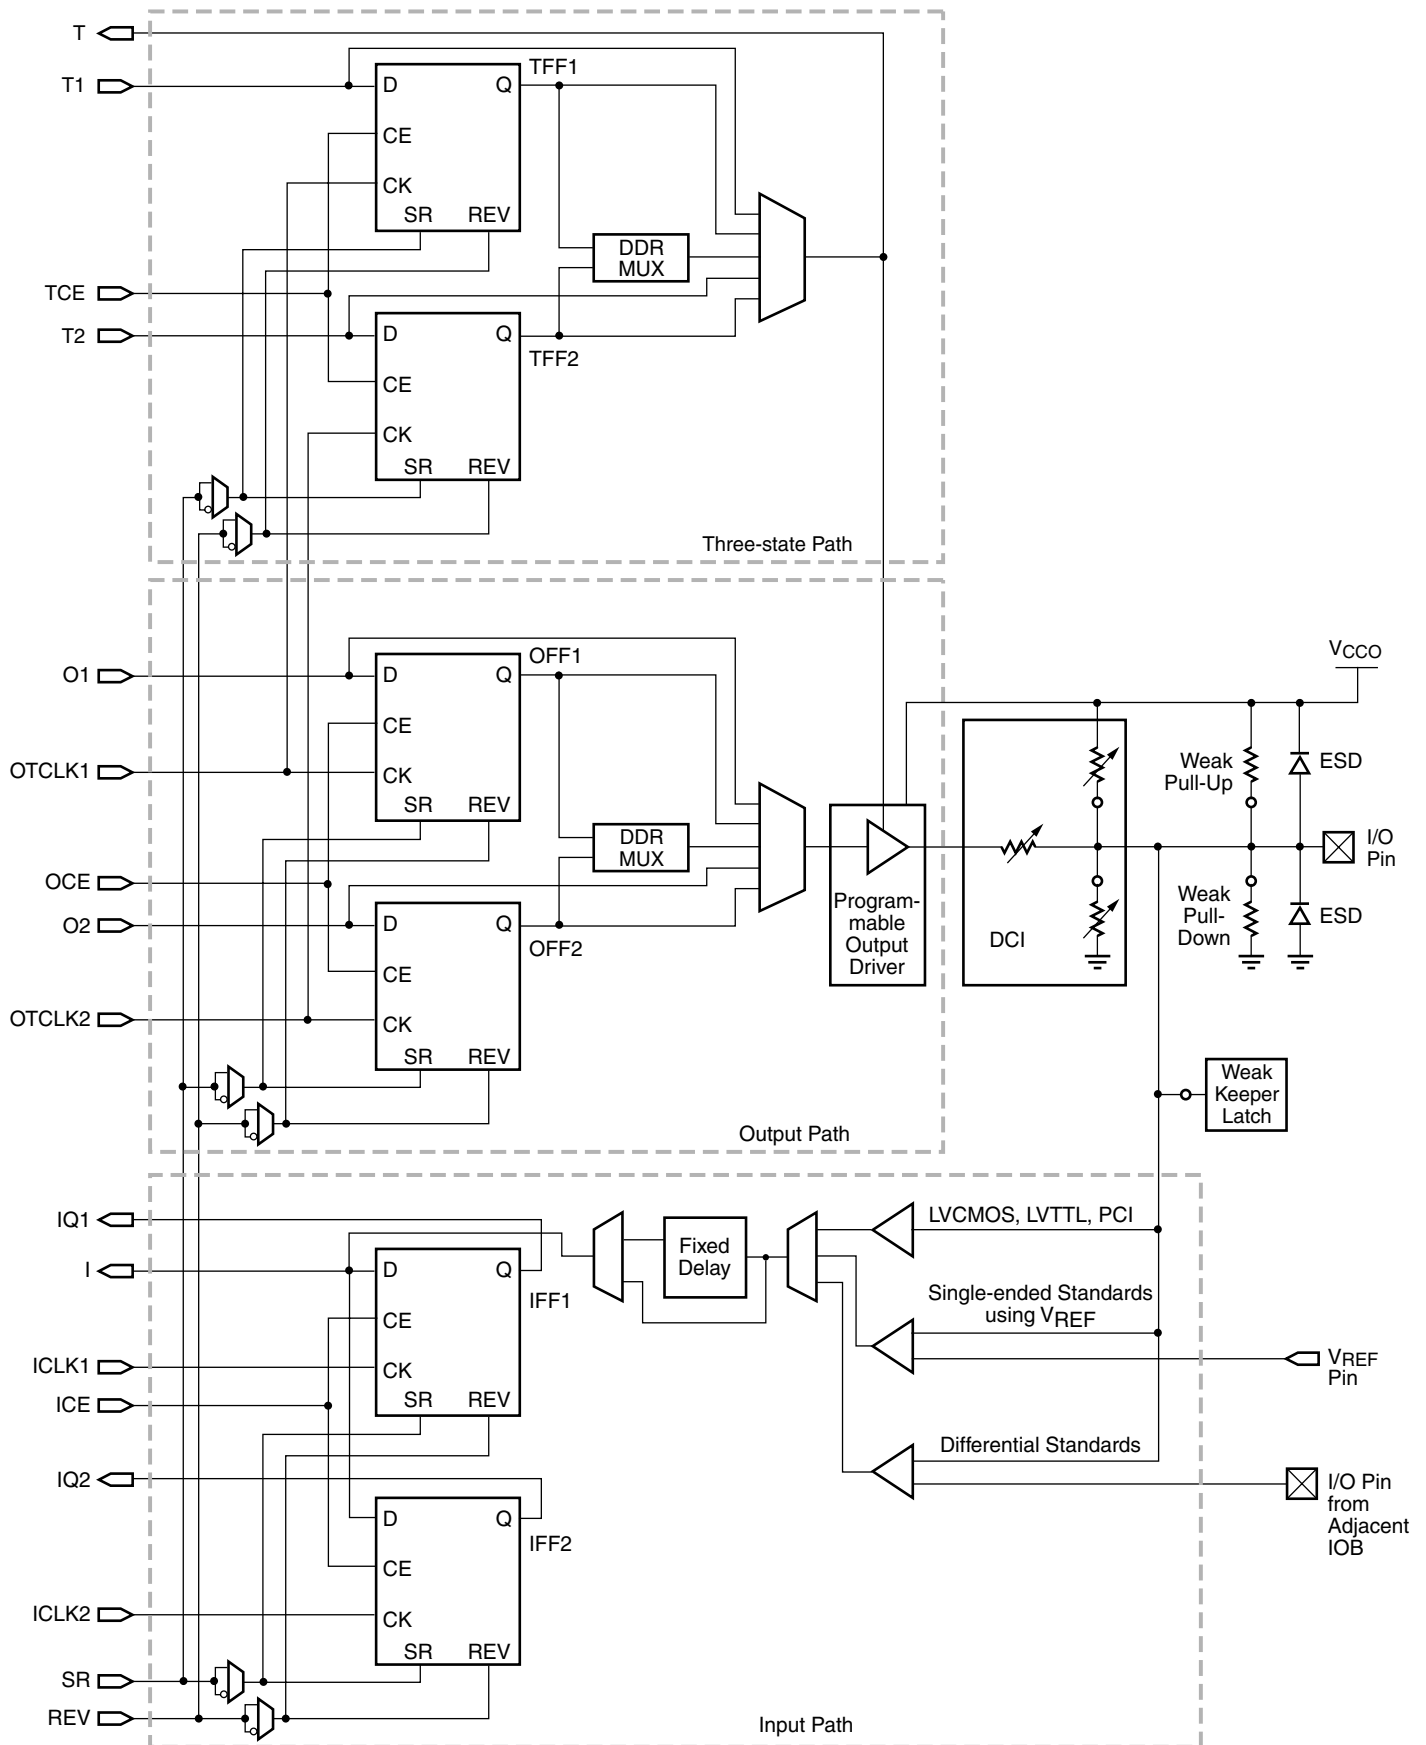 T
T1
D
Q
TFF1
CE
CK
SR
REV
DDR
MUX
TCE
T2
D
Q
TFF2
CE
CK
SR
REV
Three-state Path
O1
D
Q
OFF1
CE
OTCLK1
CK
SR
REV
DDR
MUX
OCE
O2
D
Q
OFF2
CE
OTCLK2
CK
SR
REV
Output Path
Program-
mable
Output
Driver
DCI
VCCO
Weak
Pull-Up
ESD
I/O
Pin
Weak
Pull-
Down
ESD
Weak
Keeper
Latch
IQ1
I
D
Q
IFF1
CE
ICLK1
CK
ICE
SR
REV
Fixed
Delay
LVCMOS, LVTTL, PCI
Single-ended Standards
using VREF
VREF
Pin
Differential Standards
I/O Pin
from
Adjacent
IOB
IQ2
D
Q
IFF2
CE
ICLK2
CK
SR
REV
SR
REV
Input Path